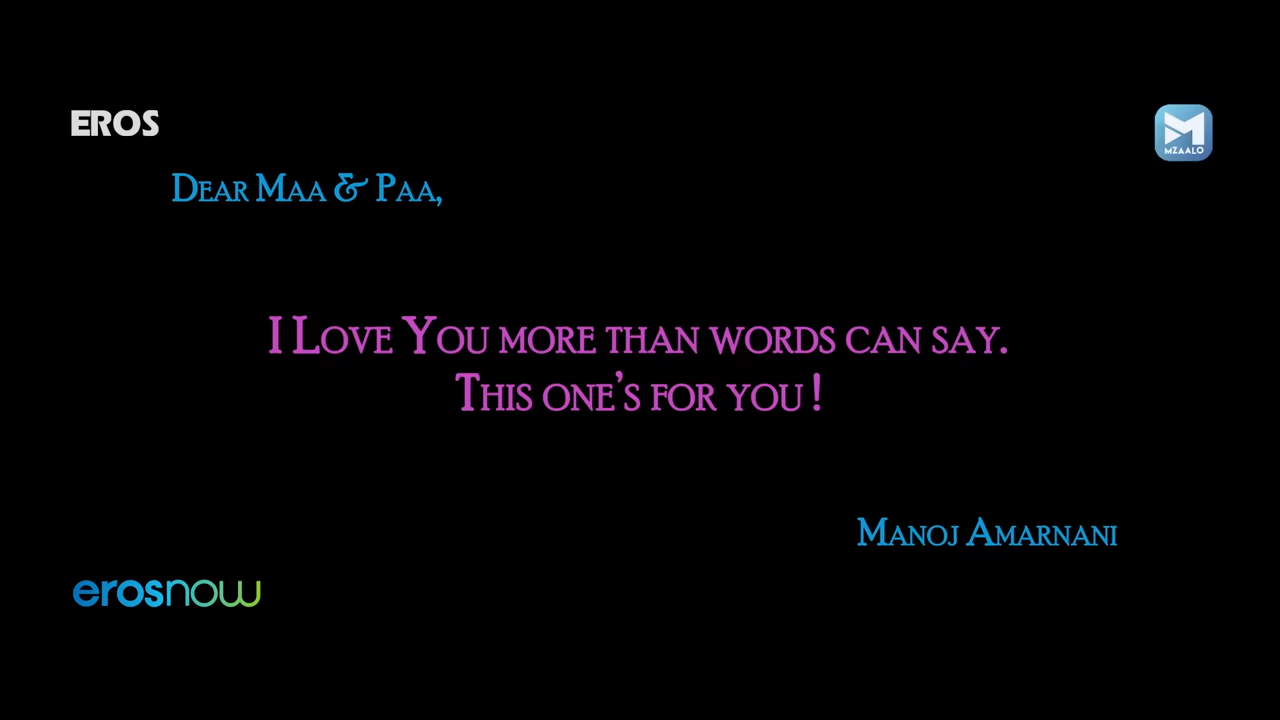 EROS
MZAALO
Dear Maa & Paa,
I Love You more than words can say.
This one's for you !
Manoj Amarnani
erosnow